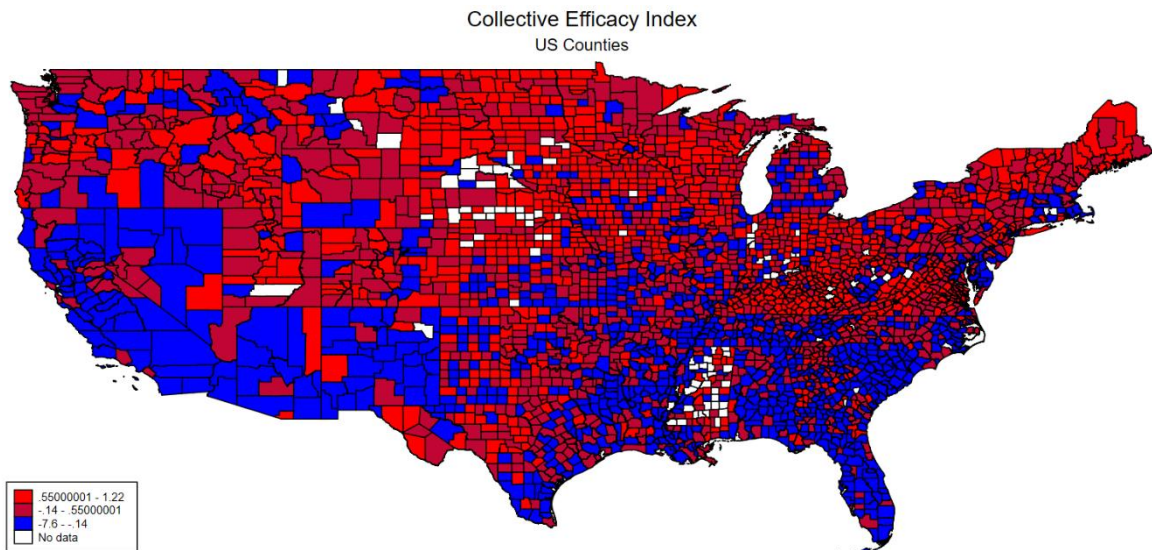 Collective Efficacy Index
US Counties
.55000001 - 1.22
-.14 - .55000001
-7.6 - -.14
No data